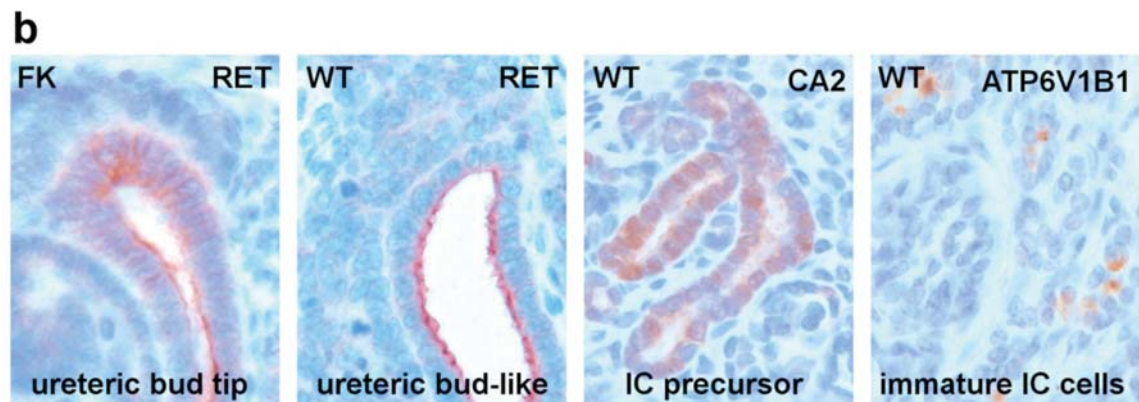 b
FK RET
ureteric bud tip
WT RET
ureteric bud-like
WT CA2
IC precursor
WT ATP6V1B1
immature IC cells